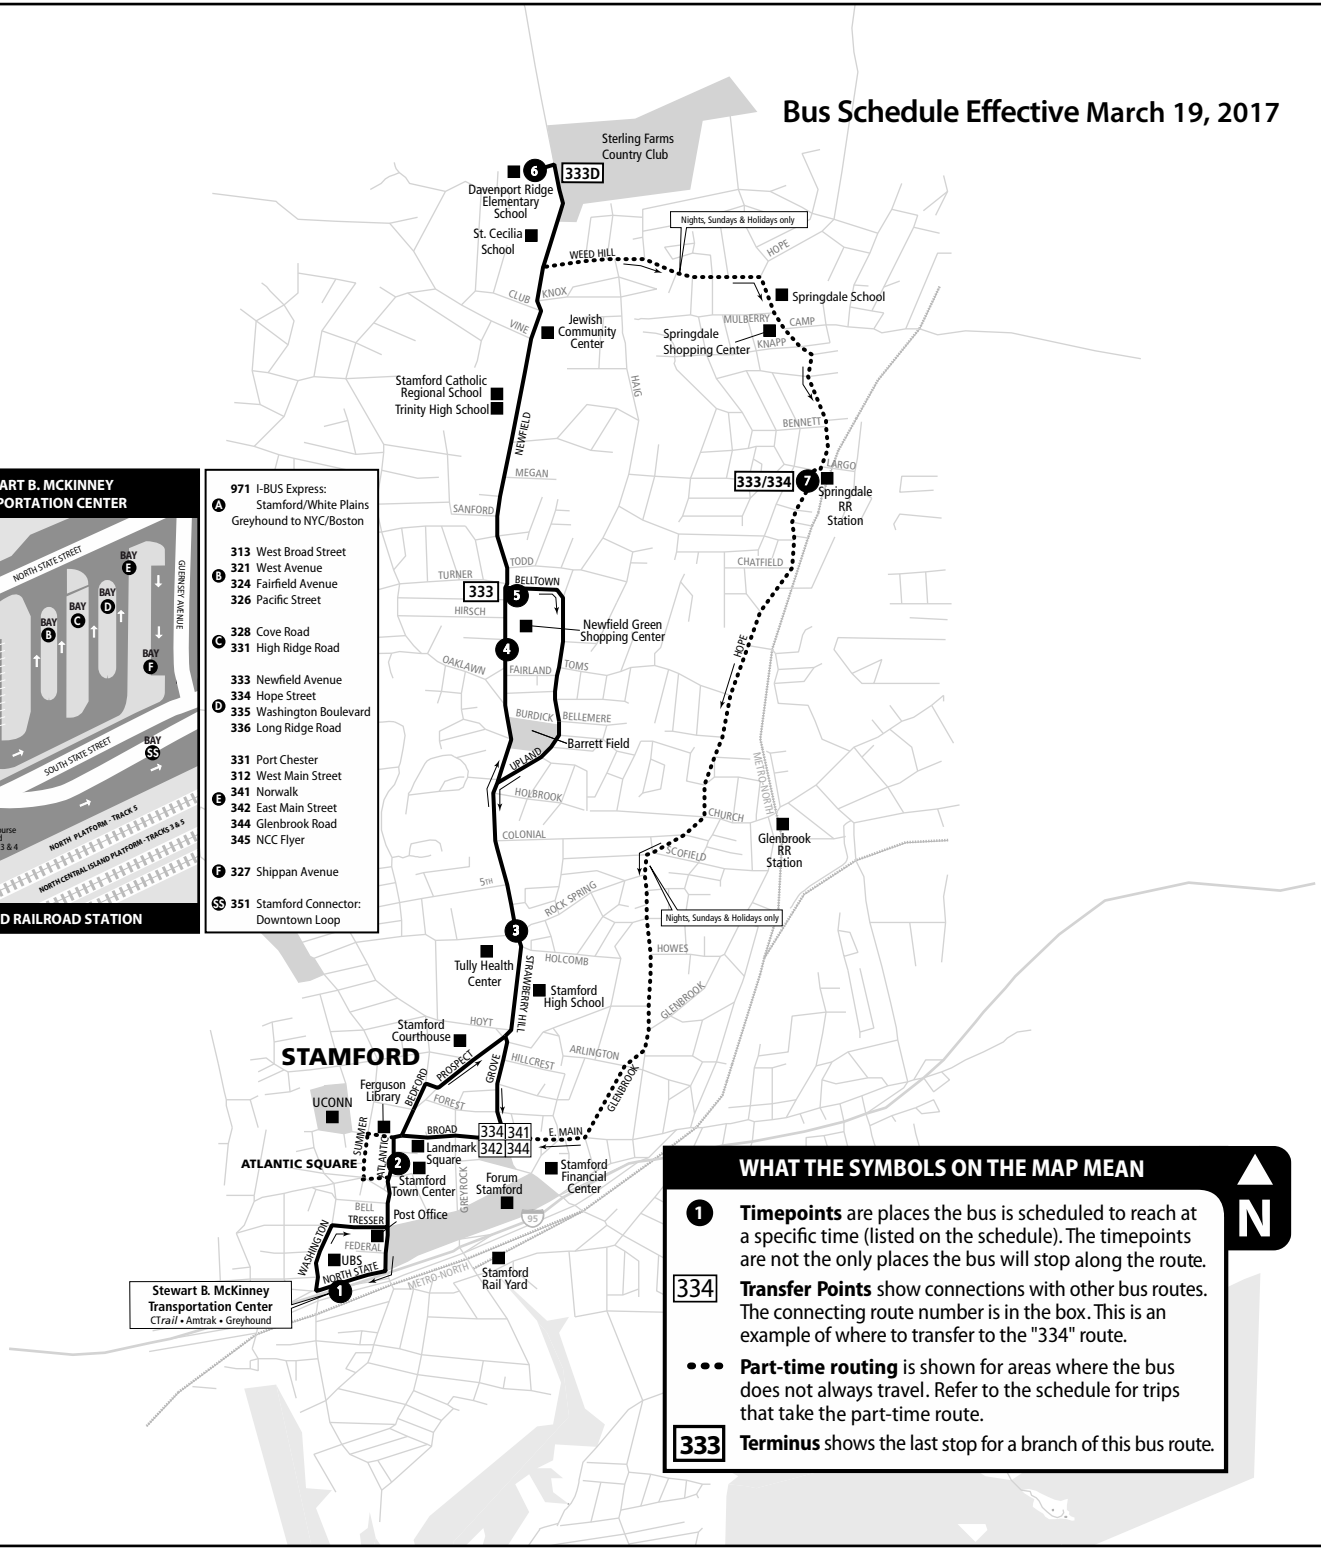 Bus Schedule Effective March 19, 2017
Sterling Farms
Country Club
6
333D
Davenport Ridge
Elementary
School
St. Cecilia
School
Nights, Sundays & Holidays only
WEED HILL
HOPE
CLUB
KNOX
VINE
Springdale School
MULBERRY
CAMP
Springdale
Shopping Center
KNAPP
Jewish
Community
Center
Stamford Catholic
Regional School
Trinity High School
HAIG
NEWFIELD
BENNETT
MEGAN
LARGO
333/334
7
Springdale
RR
Station
SANFORD
TODD
CHATFIELD
TURNER
BELLTOWN
333
5
HIRSCH
Newfield Green
Shopping Center
4
HOPE
OAKLAWN
FAIRLAND
TOMS
BURDICK
BELLEMERE
Barrett Field
UPLAND
METRO-NORTH
HOLBROOK
CHURCH
COLONIAL
Glenbrook
RR
Station
SCOFIELD
5TH
ROCK SPRING
Nights, Sundays & Holidays only
3
HOWES
Tully Health
Center
HOLCOMB
STRAWBERRY HILL
Stamford
High School
GLENBROOK
HOYT
Stamford
Courthouse
STAMFORD
PROSPECT
GROVE
HILLCREST
ARLINGTON
BEDFORD
Ferguson
Library
FOREST
GLENBROOK
UCONN
SUMMER
BROAD
334 341
342 344
E. MAIN
ATLANTIC
Landmark
Square
ATLANTIC SQUARE
2
Stamford
Town Center
GREYROCK
Forum
Stamford
Stamford
Financial
Center
BELL
TRESSER
Post Office
95
WASHINGTON
FEDERAL
UBS
NORTH STATE
METRO-NORTH
Stamford
Rail Yard
1
Stewart B. McKinney
Transportation Center
CTrail • Amtrak • Greyhound
ART B. MCKINNEY
PORTATION CENTER
NORTH STATE STREET
GUERNSEY AVENUE
BAY
E
BAY
D
BAY
C
BAY
B
BAY
F
BAY
SS
SOUTH STATE STREET
NORTH PLATFORM - TRACK 5
NORTH CENTRAL ISLAND PLATFORM - TRACKS 3 & 5
urse
d
3 & 4
D RAILROAD STATION
A 971 I-BUS Express:
Stamford/White Plains
Greyhound to NYC/Boston
B 313 West Broad Street
321 West Avenue
324 Fairfield Avenue
326 Pacific Street
C 328 Cove Road
331 High Ridge Road
D 333 Newfield Avenue
334 Hope Street
335 Washington Boulevard
336 Long Ridge Road
E 331 Port Chester
312 West Main Street
341 Norwalk
342 East Main Street
344 Glenbrook Road
345 NCC Flyer
F 327 Shippan Avenue
SS 351 Stamford Connector:
Downtown Loop
WHAT THE SYMBOLS ON THE MAP MEAN
N
1 Timepoints are places the bus is scheduled to reach at
a specific time (listed on the schedule). The timepoints
are not the only places the bus will stop along the route.
334 Transfer Points show connections with other bus routes.
The connecting route number is in the box. This is an
example of where to transfer to the "334" route.
Part-time routing is shown for areas where the bus
does not always travel. Refer to the schedule for trips
that take the part-time route.
333 Terminus shows the last stop for a branch of this bus route.